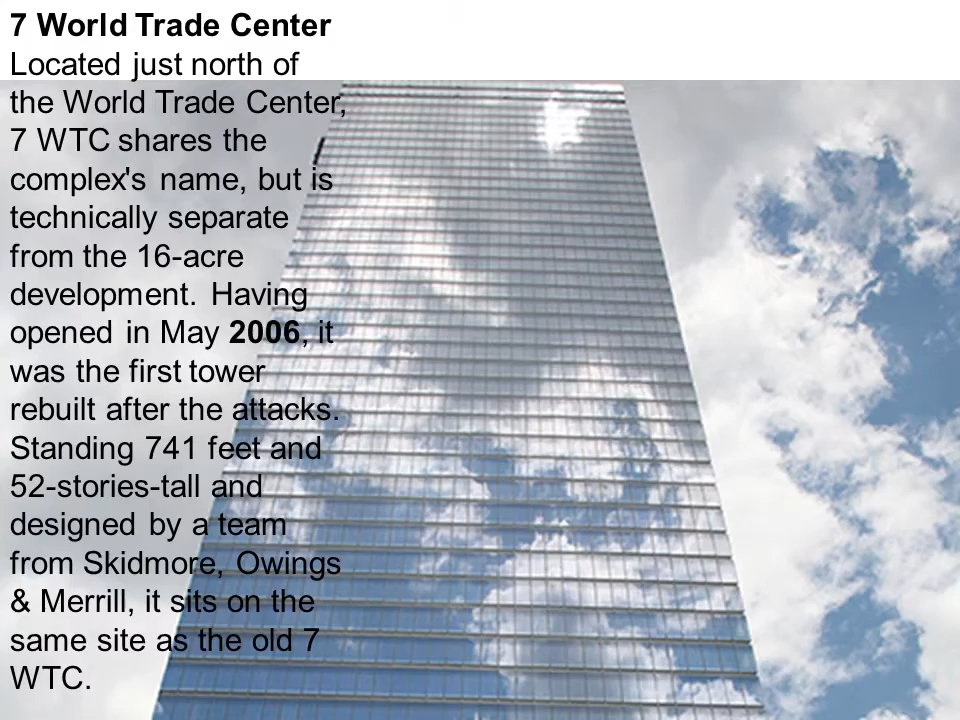 7 World Trade Center
Located just north of
the World Trade Center,
7 WTC shares the
complex's name, but is
technically separate
from the 16-acre
development. Having
opened in May 2006, it
was the first tower
rebuilt after the attacks.
Standing 741 feet and
52-stories-tall and
designed by a team
from Skidmore, Owings
& Merrill, it sits on the
same site as the old 7
WTC.